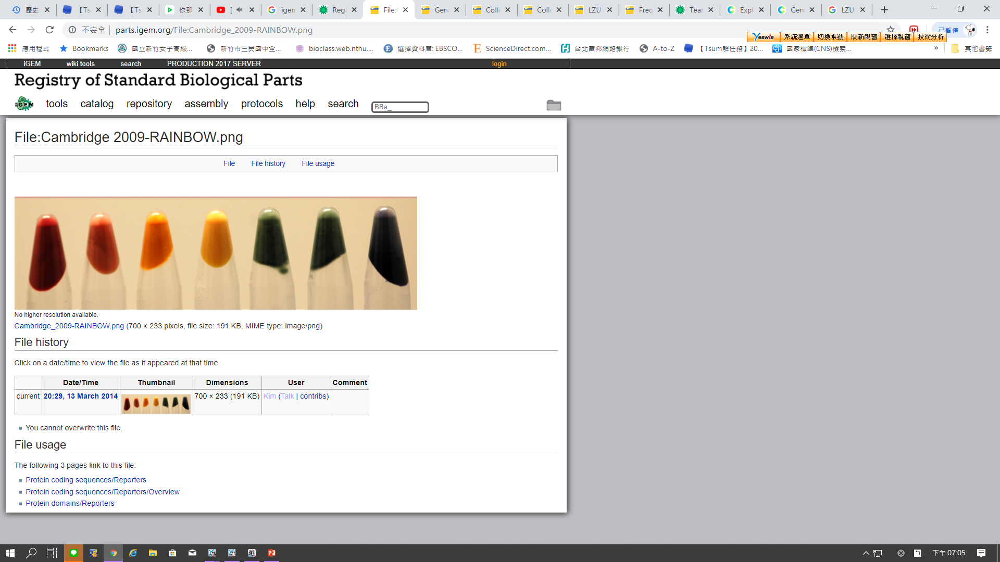 歷史
【Ts
【Ts
你那
[
igem
Regi
File:C
Gene
Colle
Colle
LZU
Freq
Tear
Expl
Gen
LZU
不安全 | parts.igem.org/File:Cambridge_2009-RAINBOW.png
已暫停
Yeswin 系統選單 切換帳號 開新視窗 選擇視窗 技術分析
應用程式 Bookmarks 國立新竹女子高級... 新竹市三民國中全... bioclass.web.nthu.... 選擇資料庫: EBSCO... ScienceDirect.com... 台北富邦網路銀行 A-to-Z 【Tsum解任務】20... 國家標準(CNS)檢索... » 其他書籤
iGEM wiki tools search PRODUCTION 2017 SERVER login
Registry of Standard Biological Parts
iGEM tools catalog repository assembly protocols help search BBa_
File:Cambridge 2009-RAINBOW.png
File File history File usage
No higher resolution available.
Cambridge_2009-RAINBOW.png (700 × 233 pixels, file size: 191 KB, MIME type: image/png)
File history
Click on a date/time to view the file as it appeared at that time.
Date/Time Thumbnail Dimensions User Comment
current 20:29, 13 March 2014 700 × 233 (191 KB) Kim (Talk | contribs)
You cannot overwrite this file.
File usage
The following 3 pages link to this file:
Protein coding sequences/Reporters
Protein coding sequences/Reporters/Overview
Protein domains/Reporters
下午 07:05